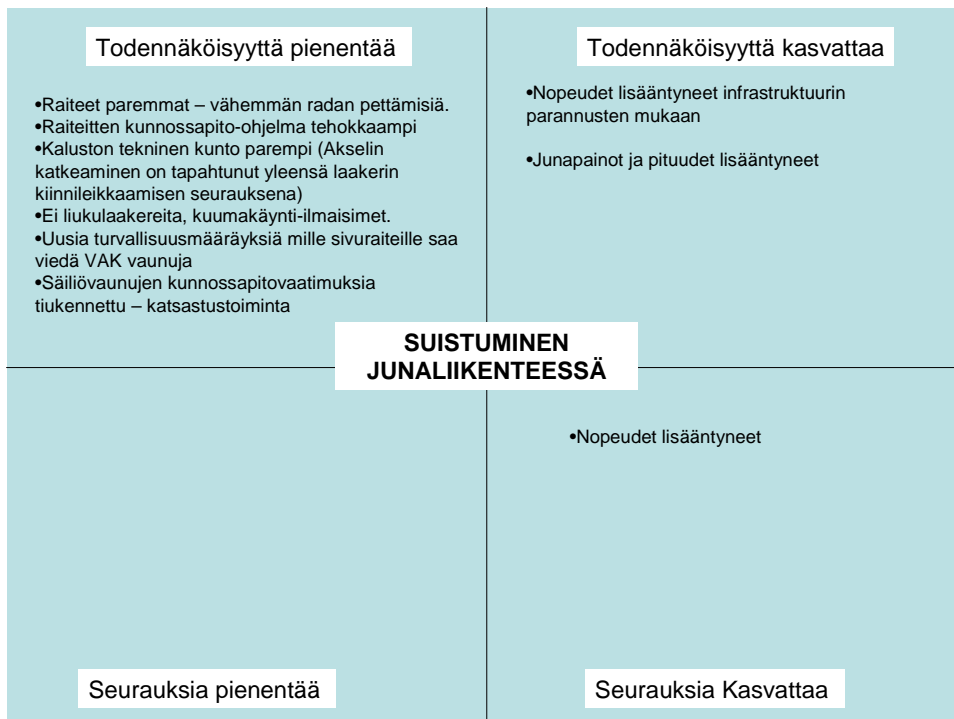 Todennäköisyyttä pienentää
•Raiteet paremmat – vähemmän radan pettämisiä.
•Raiteitten kunnossapito-ohjelma tehokkaampi
•Kaluston tekninen kunto parempi (Akselin
katkeaminen on tapahtunut yleensä laakerin
kiinnileikkaamisen seurauksena)
•Ei liukulaakereita, kuumakäynti-ilmaisimet.
•Uusia turvallisuusmääräyksiä mille sivuraiteille saa
viedä VAK vaunuja
•Säiliövaunujen kunnossapitovaatimuksia
tiukennettu – katsastustoiminta
Todennäköisyyttä kasvattaa
•Nopeudet lisääntyneet infrastruktuurin
parannusten mukaan
•Junapainot ja pituudet lisääntyneet
SUISTUMINEN
JUNALIIKENTEESSÄ
•Nopeudet lisääntyneet
Seurauksia pienentää
Seurauksia Kasvattaa